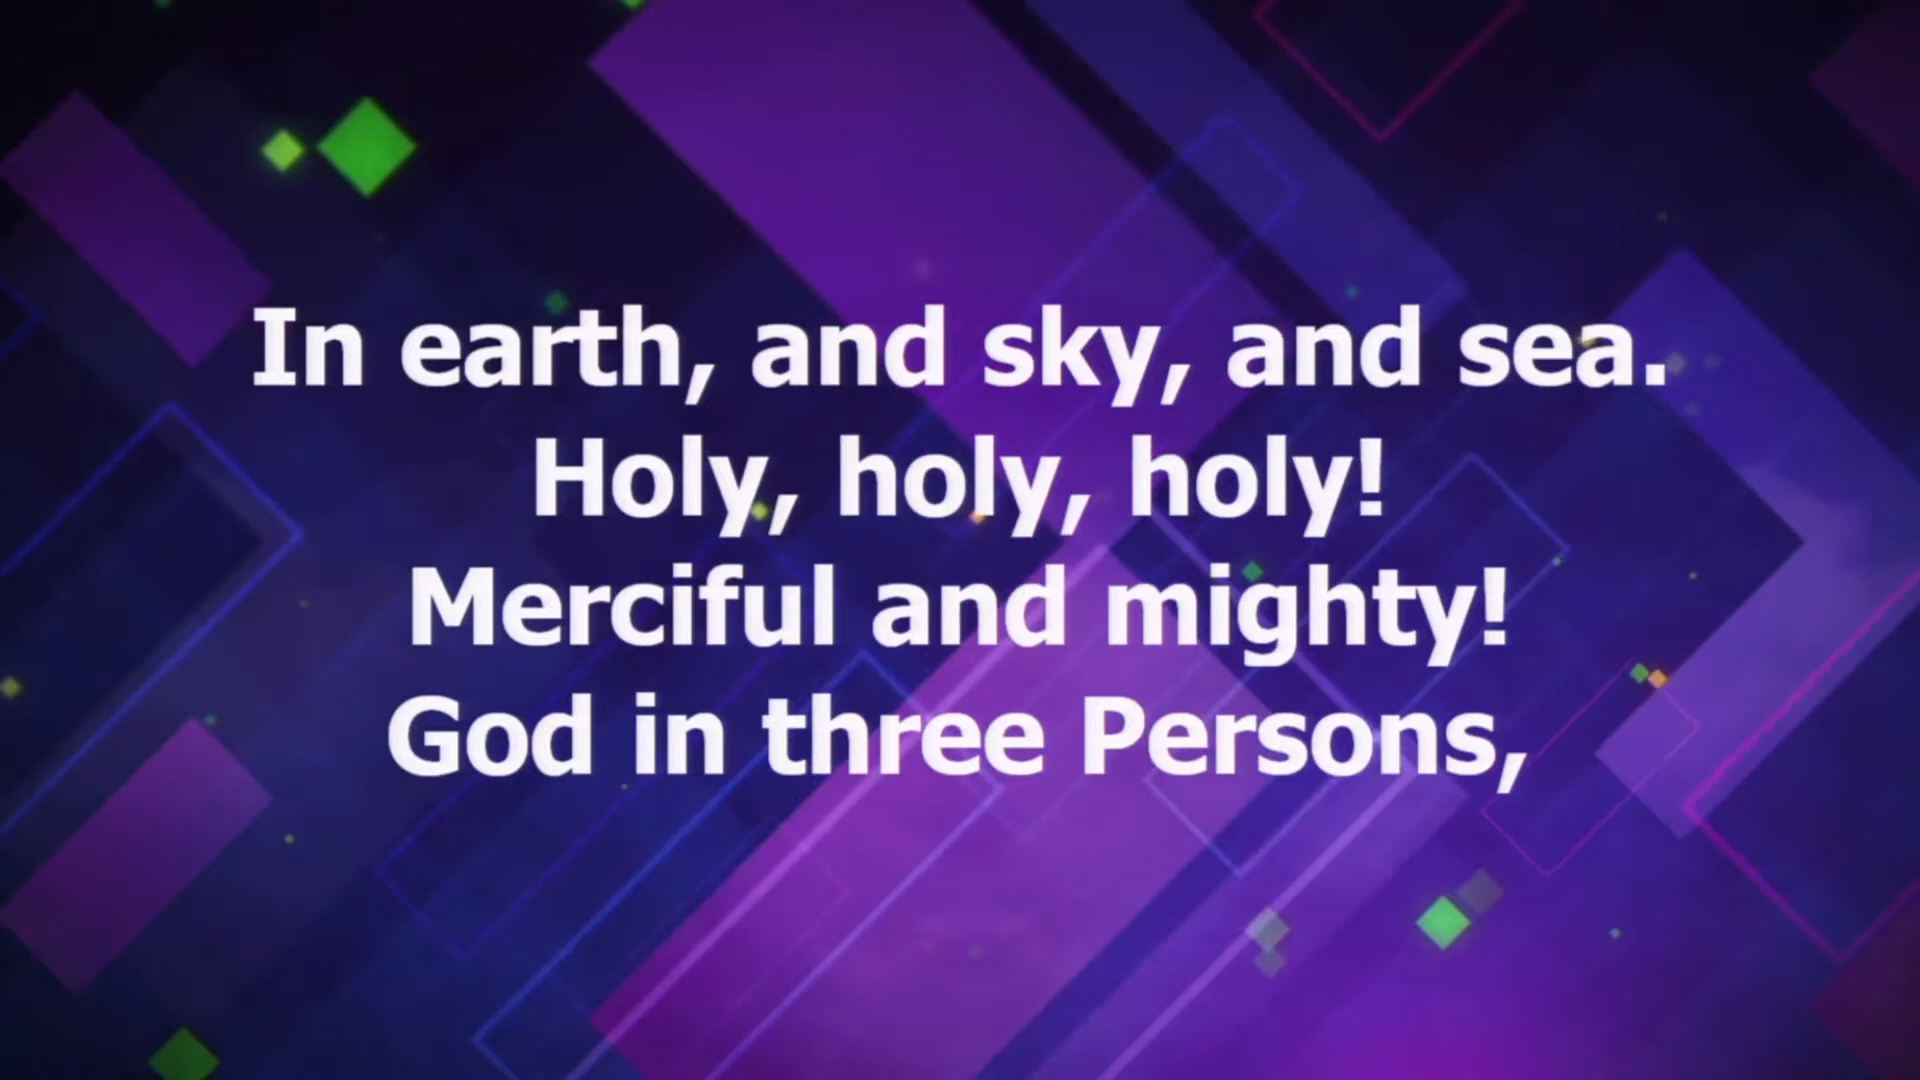 In earth, and sky, and sea.
Holy, holy, holy!
Merciful and mighty!
God in three Persons,